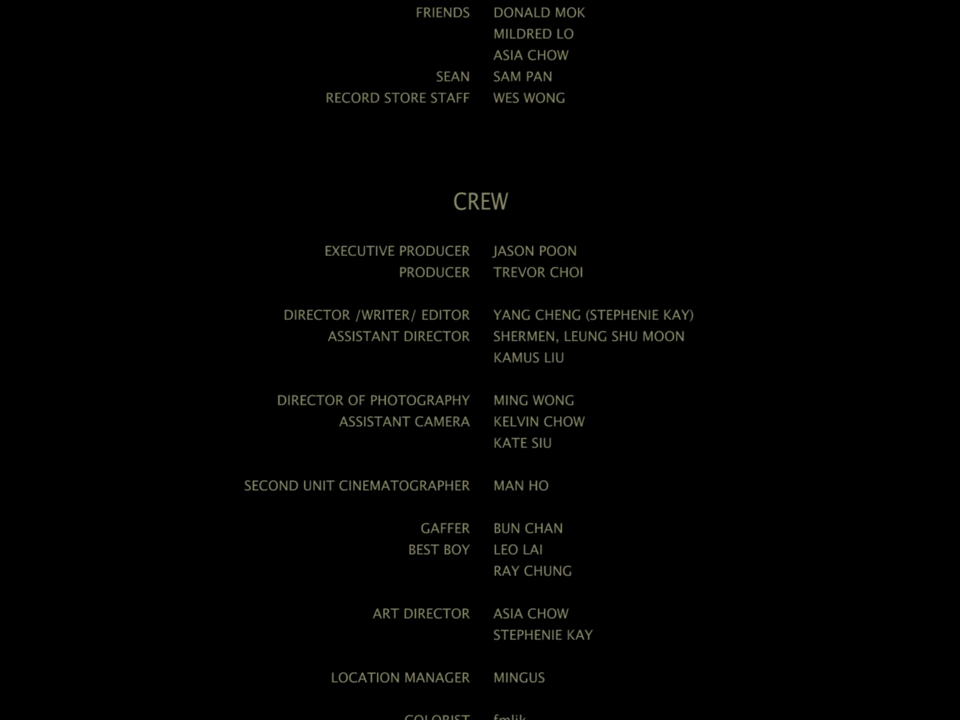 FRIENDS DONALD MOK
MILDRED LO
ASIA CHOW
SEAN SAM PAN
RECORD STORE STAFF WES WONG
CREW
EXECUTIVE PRODUCER JASON POON
PRODUCER TREVOR CHOI
DIRECTOR /WRITER/ EDITOR YANG CHENG (STEPHENIE KAY)
ASSISTANT DIRECTOR SHERMEN, LEUNG SHU MOON
KAMUS LIU
DIRECTOR OF PHOTOGRAPHY MING WONG
ASSISTANT CAMERA KELVIN CHOW
KATE SIU
SECOND UNIT CINEMATOGRAPHER MAN HO
GAFFER BUN CHAN
BEST BOY LEO LAI
RAY CHUNG
ART DIRECTOR ASIA CHOW
STEPHENIE KAY
LOCATION MANAGER MINGUS
COLORIST fmlik